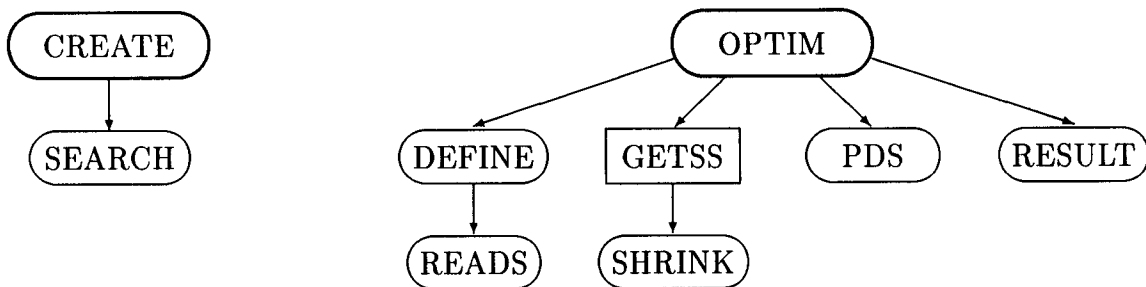 CREATE
OPTIM
SEARCH
DEFINE
GETSS
PDS
RESULT
READS
SHRINK